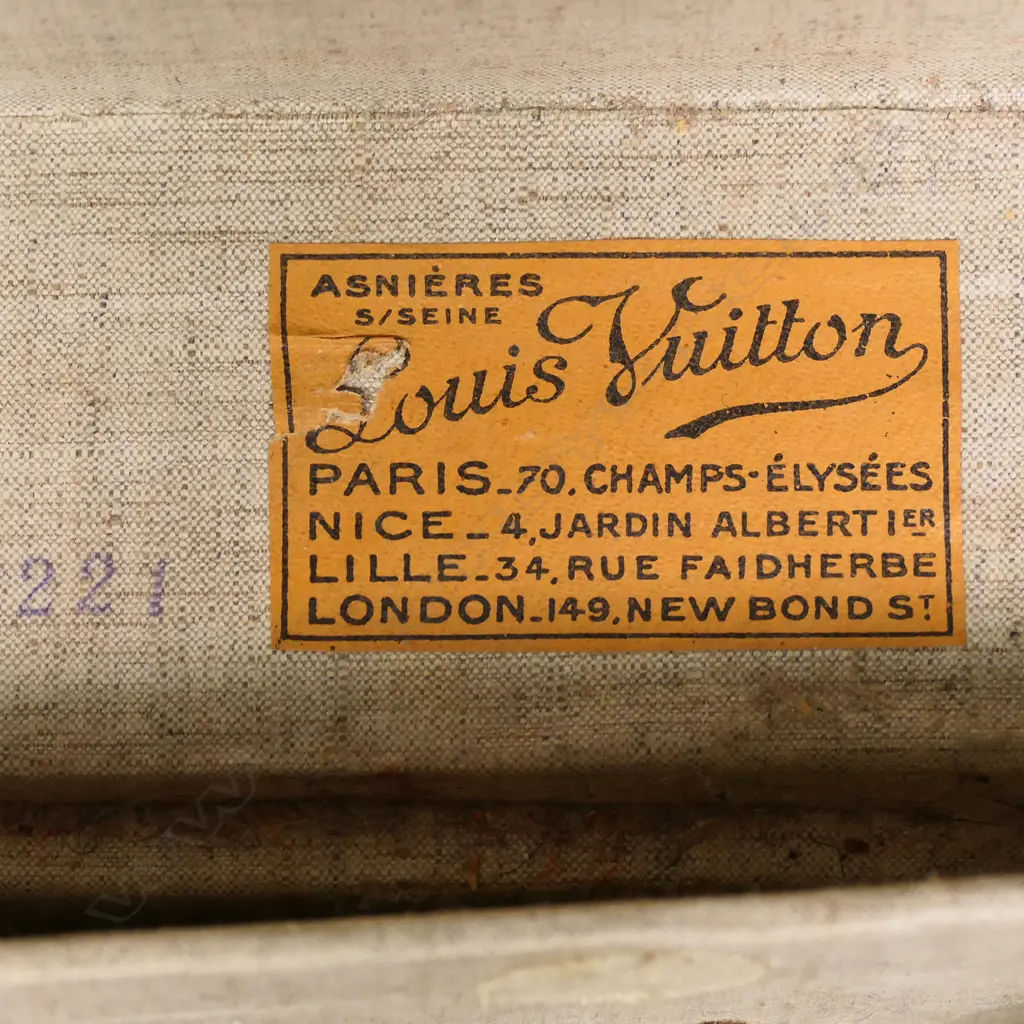 ASNIÈRES
S/SEINE
Louis Vuitton
PARIS_70, CHAMPS-ÉLYSÉES
NICE_4, JARDIN ALBERT IER
LILLE_34, RUE FAIDHERBE
LONDON_149, NEW BOND ST
221